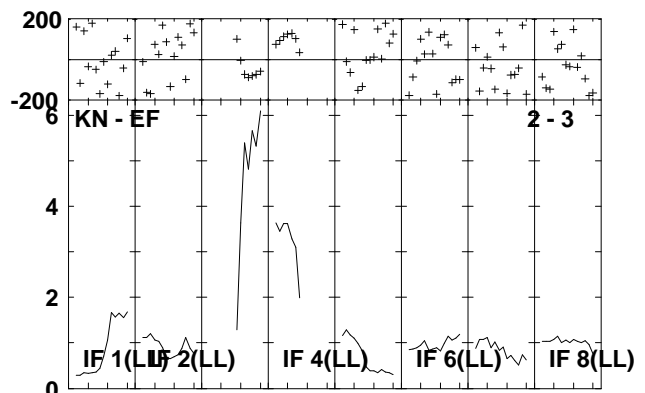 200
-200
6
KN - EF
2 - 3
4
2
IF 1(LL)
IF 2(LL)
IF 4(LL)
IF 6(LL)
IF 8(LL)
0